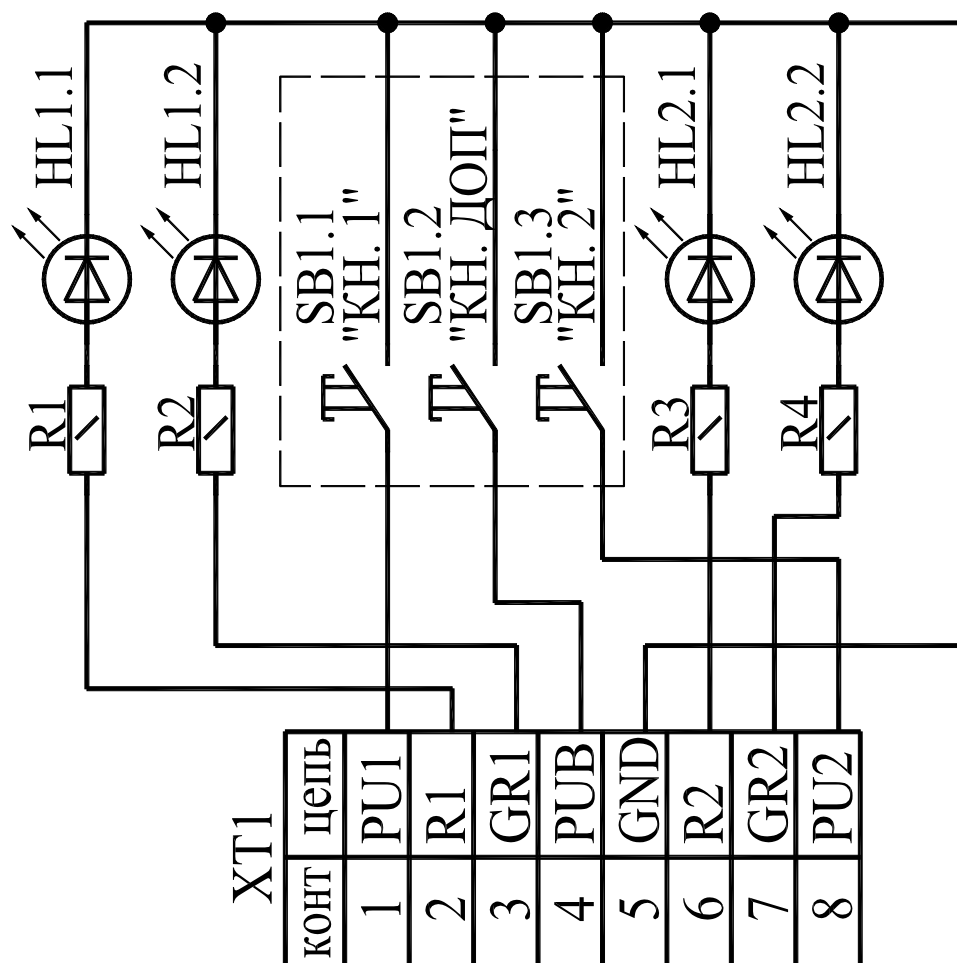 HL1.1
HL1.2
SB1.1
"КН. 1"
SB1.2
"КН. ДОП"
SB1.3
"КН. 2"
HL2.1
HL2.2
R1
R2
R3
R4
XT1
цепь
PU1
R1
GR1
PUB
GND
R2
GR2
PU2
конт
1
2
3
4
5
6
7
8